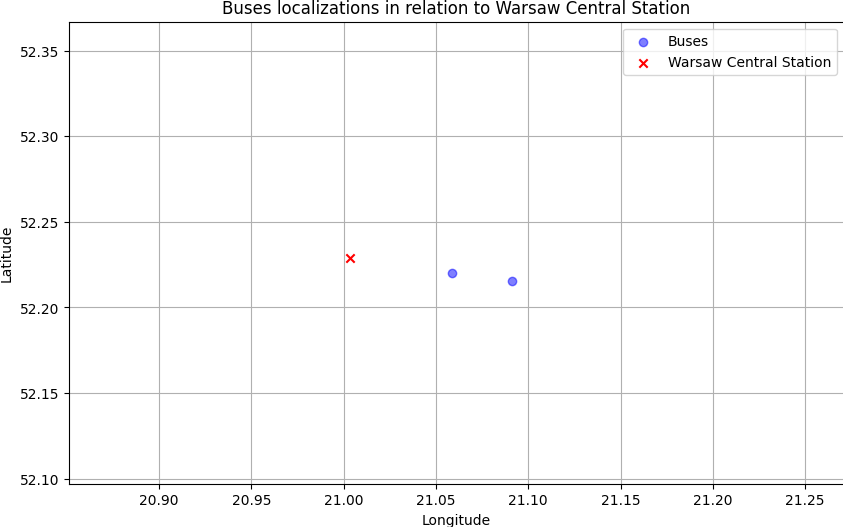 Buses localizations in relation to Warsaw Central Station
Buses
Warsaw Central Station
Latitude
52.35
52.30
52.25
52.20
52.15
52.10
20.90 20.95 21.00 21.05 21.10 21.15 21.20 21.25
Longitude